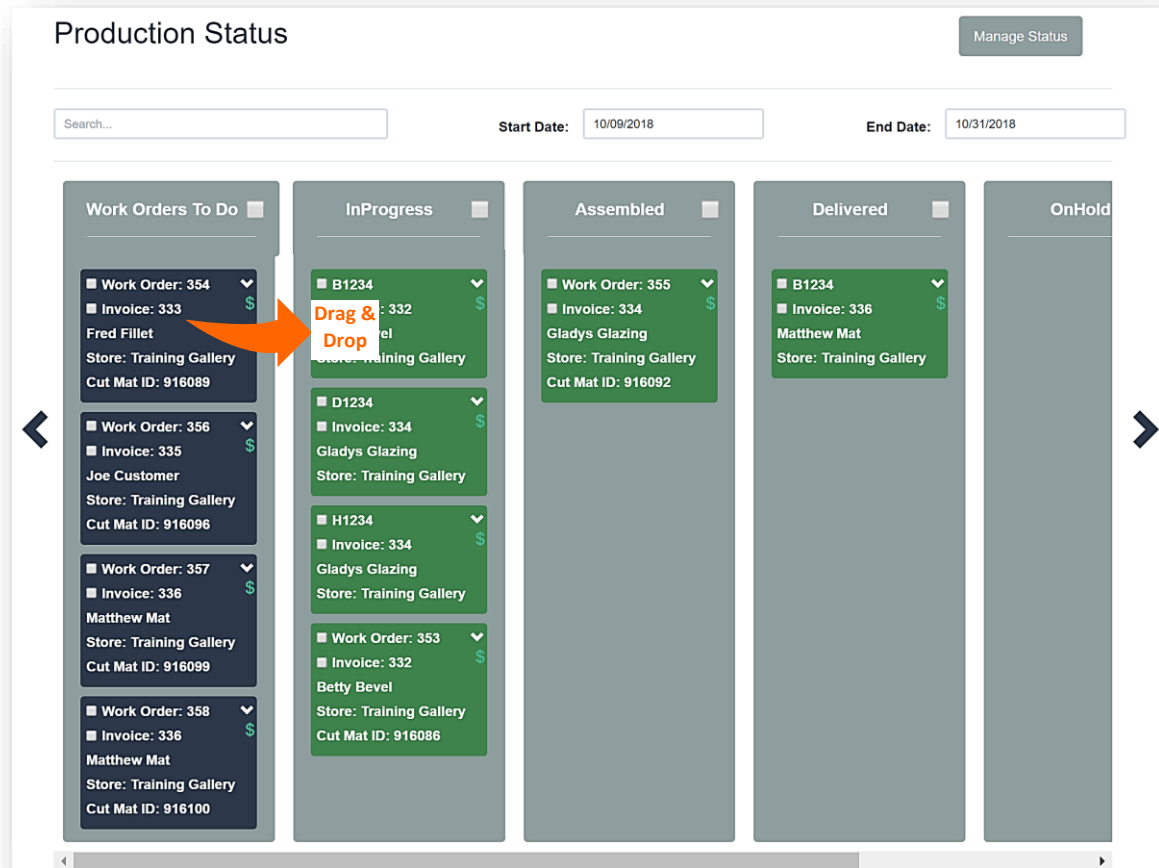 Production Status
Manage Status
Search...
Start Date:
10/09/2018
End Date:
10/31/2018
Work Orders To Do
Work Order: 354
$
Invoice: 333
Fred Fillet
Store: Training Gallery
Cut Mat ID: 916089
Work Order: 356
$
Invoice: 335
Joe Customer
Store: Training Gallery
Cut Mat ID: 916096
Work Order: 357
$
Invoice: 336
Matthew Mat
Store: Training Gallery
Cut Mat ID: 916099
Work Order: 358
$
Invoice: 336
Matthew Mat
Store: Training Gallery
Cut Mat ID: 916100
Drag &
Drop
InProgress
B1234
$
: 332
Training Gallery
D1234
$
Invoice: 334
Gladys Glazing
Store: Training Gallery
H1234
$
Invoice: 334
Gladys Glazing
Store: Training Gallery
Work Order: 353
$
Invoice: 332
Betty Bevel
Store: Training Gallery
Cut Mat ID: 916086
Assembled
Work Order: 355
$
Invoice: 334
Gladys Glazing
Store: Training Gallery
Cut Mat ID: 916092
Delivered
B1234
$
Invoice: 336
Matthew Mat
Store: Training Gallery
OnHold